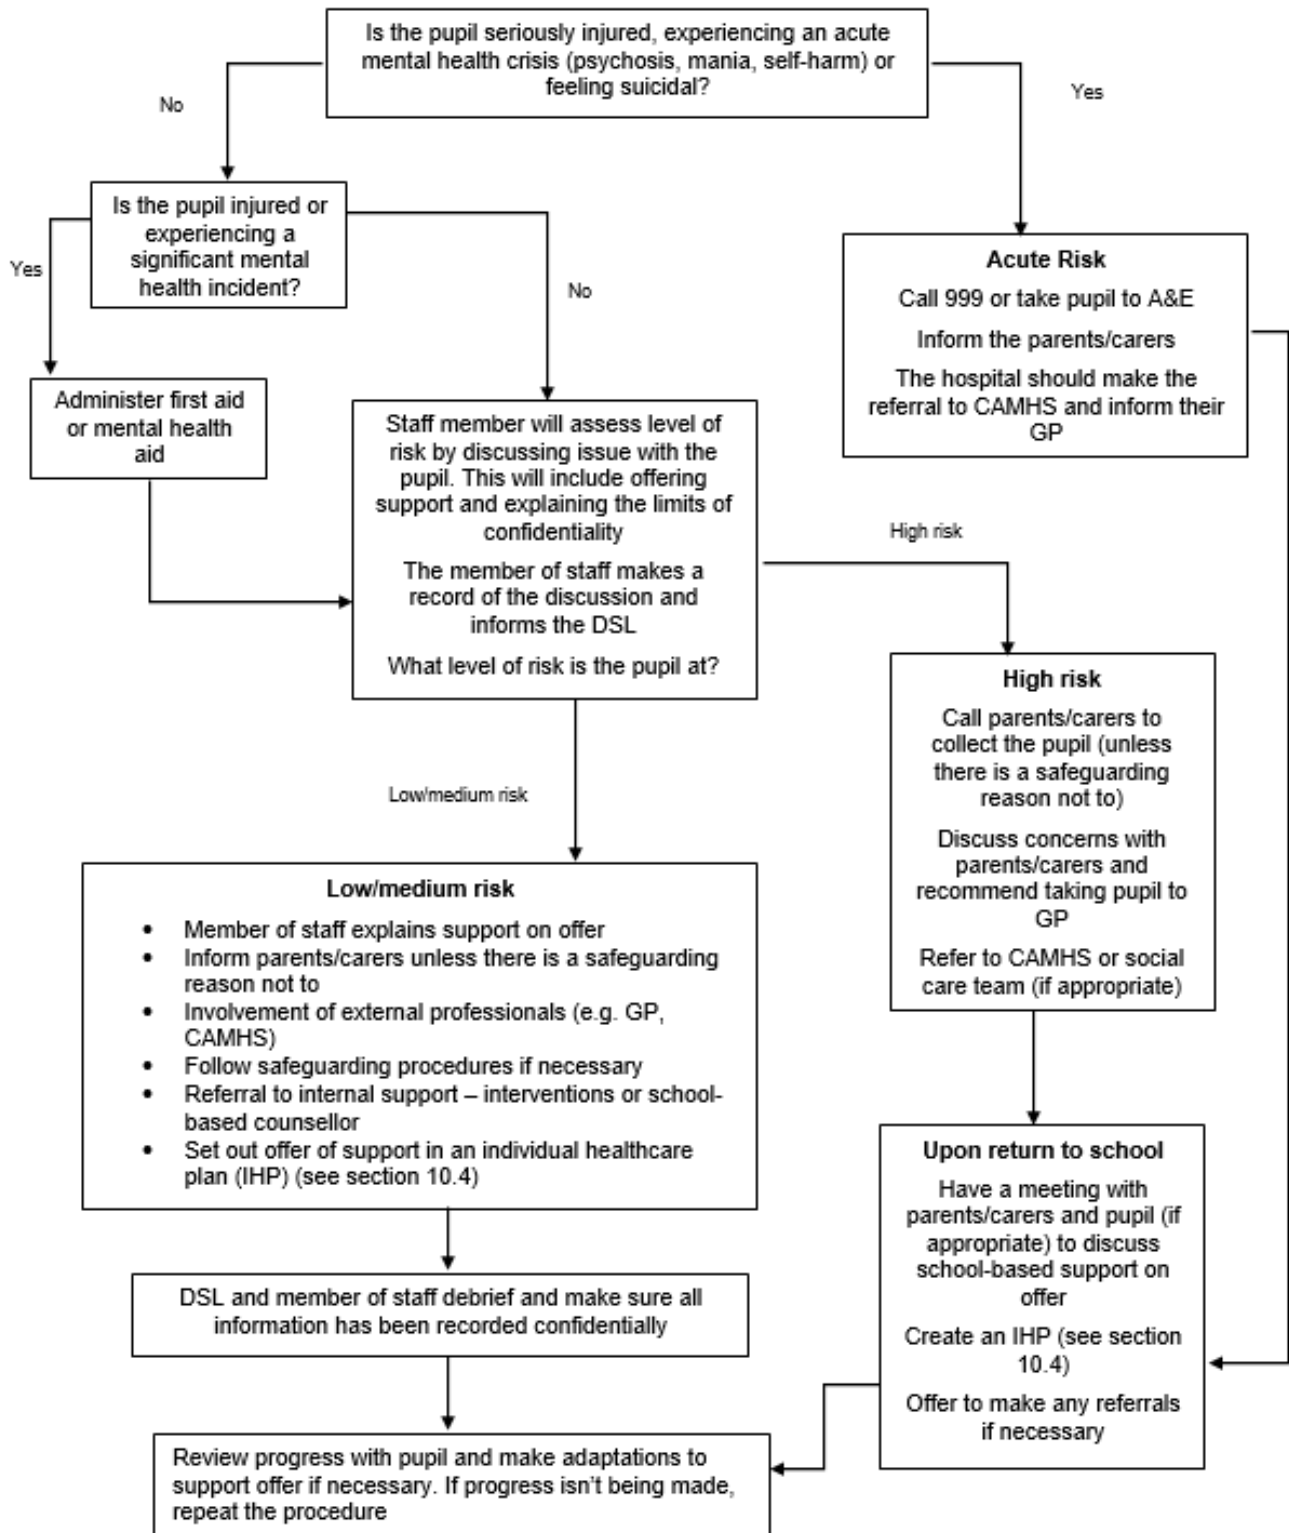 Is the pupil seriously injured, experiencing an acute
mental health crisis (psychosis, mania, self-harm) or
feeling suicidal?
No
Yes
Is the pupil injured or
experiencing a
significant mental
health incident?
Yes
No
Acute Risk
Call 999 or take pupil to A&E
Inform the parents/carers
The hospital should make the
referral to CAMHS and inform their
GP
Administer first aid
or mental health
aid
Staff member will assess level of
risk by discussing issue with the
pupil. This will include offering
support and explaining the limits of
confidentiality
The member of staff makes a
record of the discussion and
informs the DSL
What level of risk is the pupil at?
High risk
Low/medium risk
High risk
Call parents/carers to
collect the pupil (unless
there is a safeguarding
reason not to)
Discuss concerns with
parents/carers and
recommend taking pupil to
GP
Refer to CAMHS or social
care team (if appropriate)
Low/medium risk
• Member of staff explains support on offer
• Inform parents/carers unless there is a safeguarding
reason not to
• Involvement of external professionals (e.g. GP,
CAMHS)
• Follow safeguarding procedures if necessary
• Referral to internal support – interventions or school-
based counsellor
• Set out offer of support in an individual healthcare
plan (IHP) (see section 10.4)
Upon return to school
Have a meeting with
parents/carers and pupil (if
appropriate) to discuss
school-based support on
offer
Create an IHP (see section
10.4)
Offer to make any referrals
if necessary
DSL and member of staff debrief and make sure all
information has been recorded confidentially
Review progress with pupil and make adaptations to
support offer if necessary. If progress isn't being made,
repeat the procedure